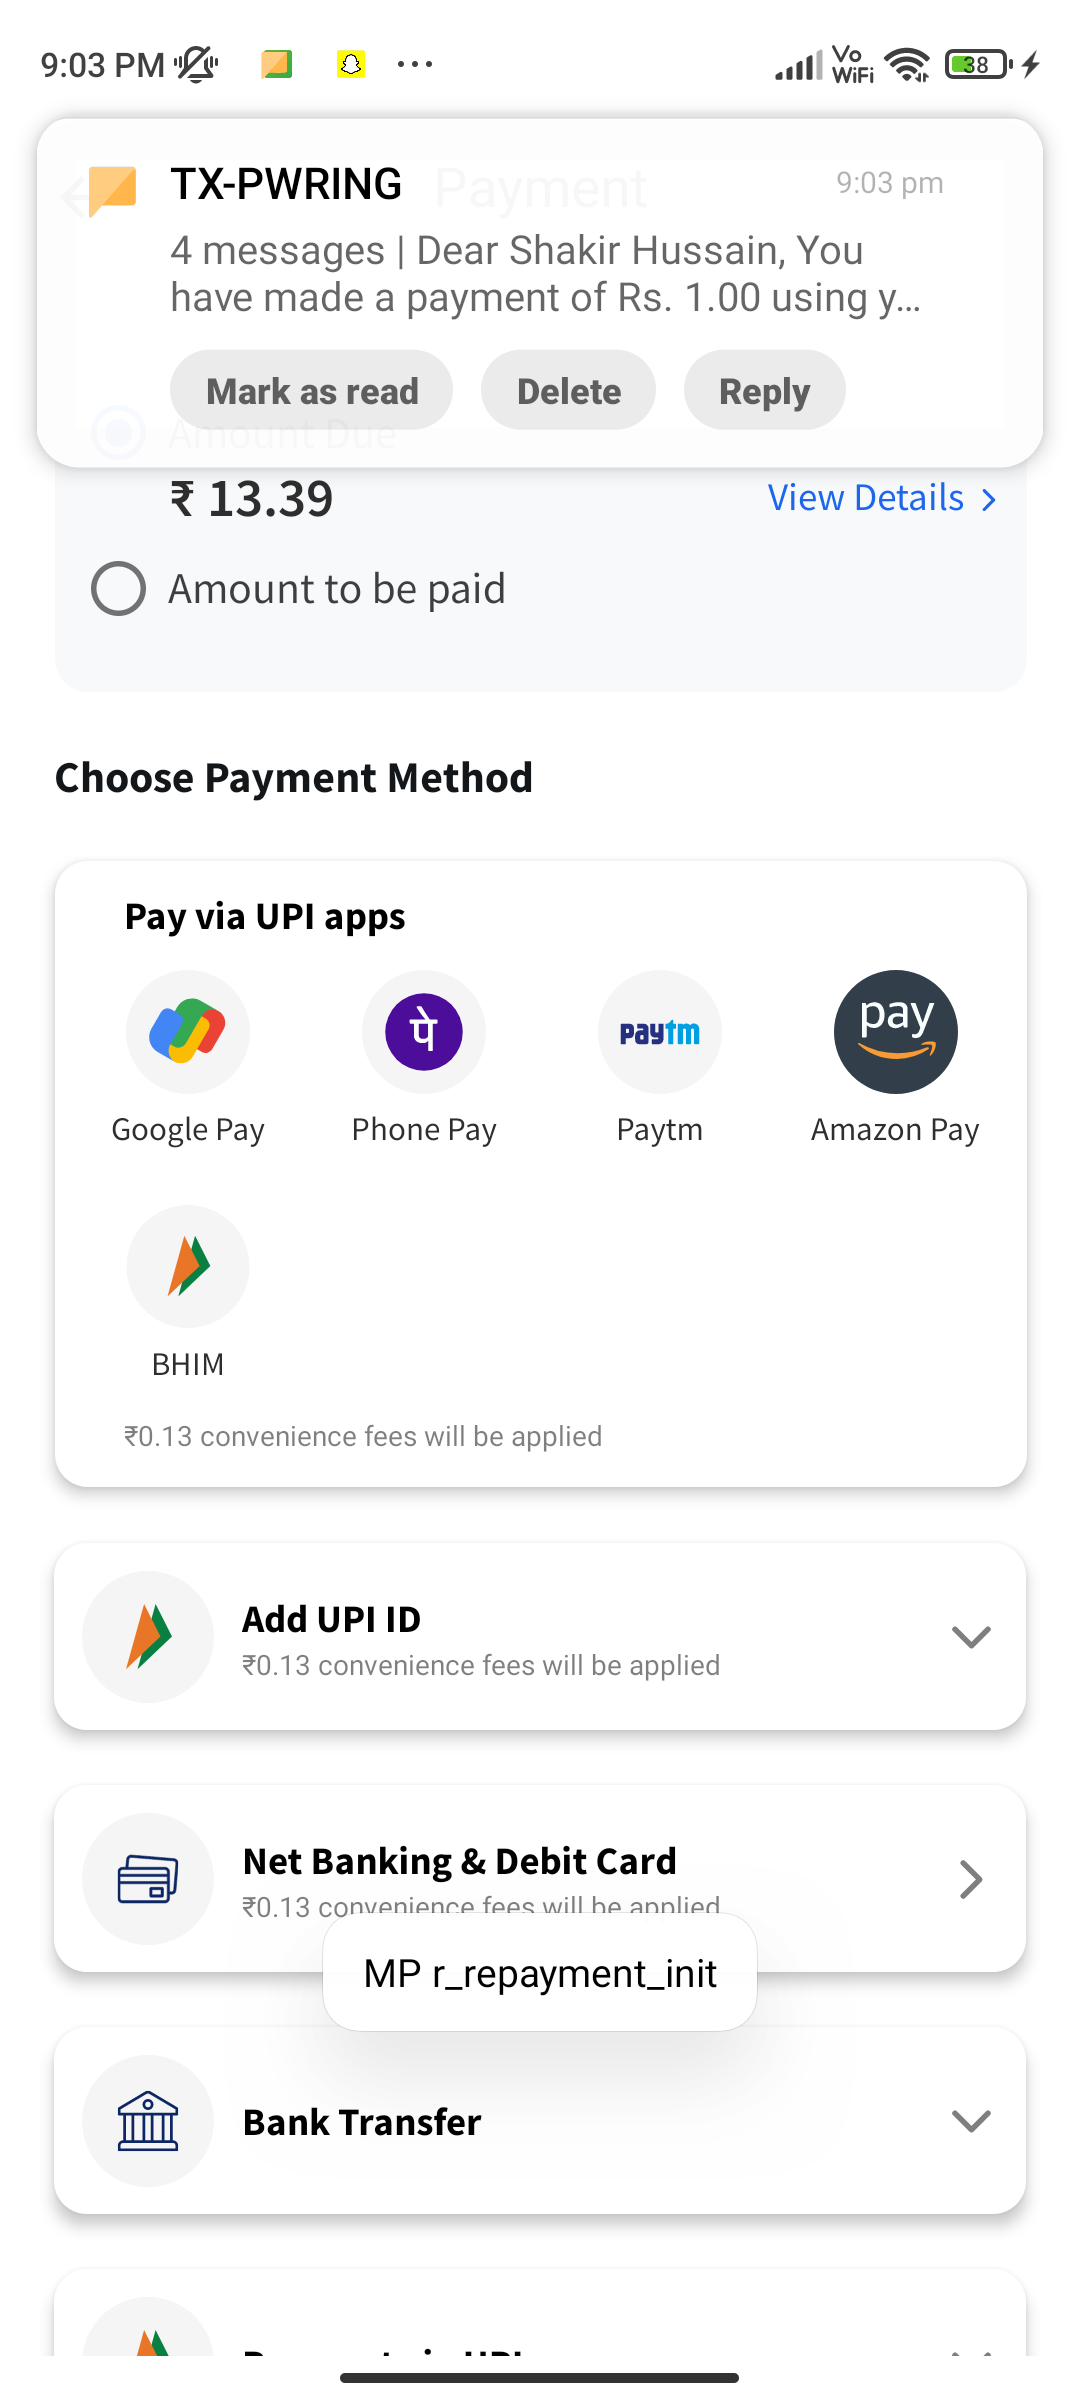 9:03 PM
Vo
WiFi
38
TX-PWRING
Payment
9:03 pm
4 messages | Dear Shakir Hussain, You
have made a payment of Rs. 1.00 using y...
Mark as read
Delete
Reply
Amount Due
₹ 13.39
View Details
Amount to be paid
Choose Payment Method
Pay via UPI apps
पे
paytm
pay
Google Pay
Phone Pay
Paytm
Amazon Pay
BHIM
₹0.13 convenience fees will be applied
Add UPI ID
₹0.13 convenience fees will be applied
Net Banking & Debit Card
₹0.13 convenience fees will be applied
MP r_repayment_init
Bank Transfer